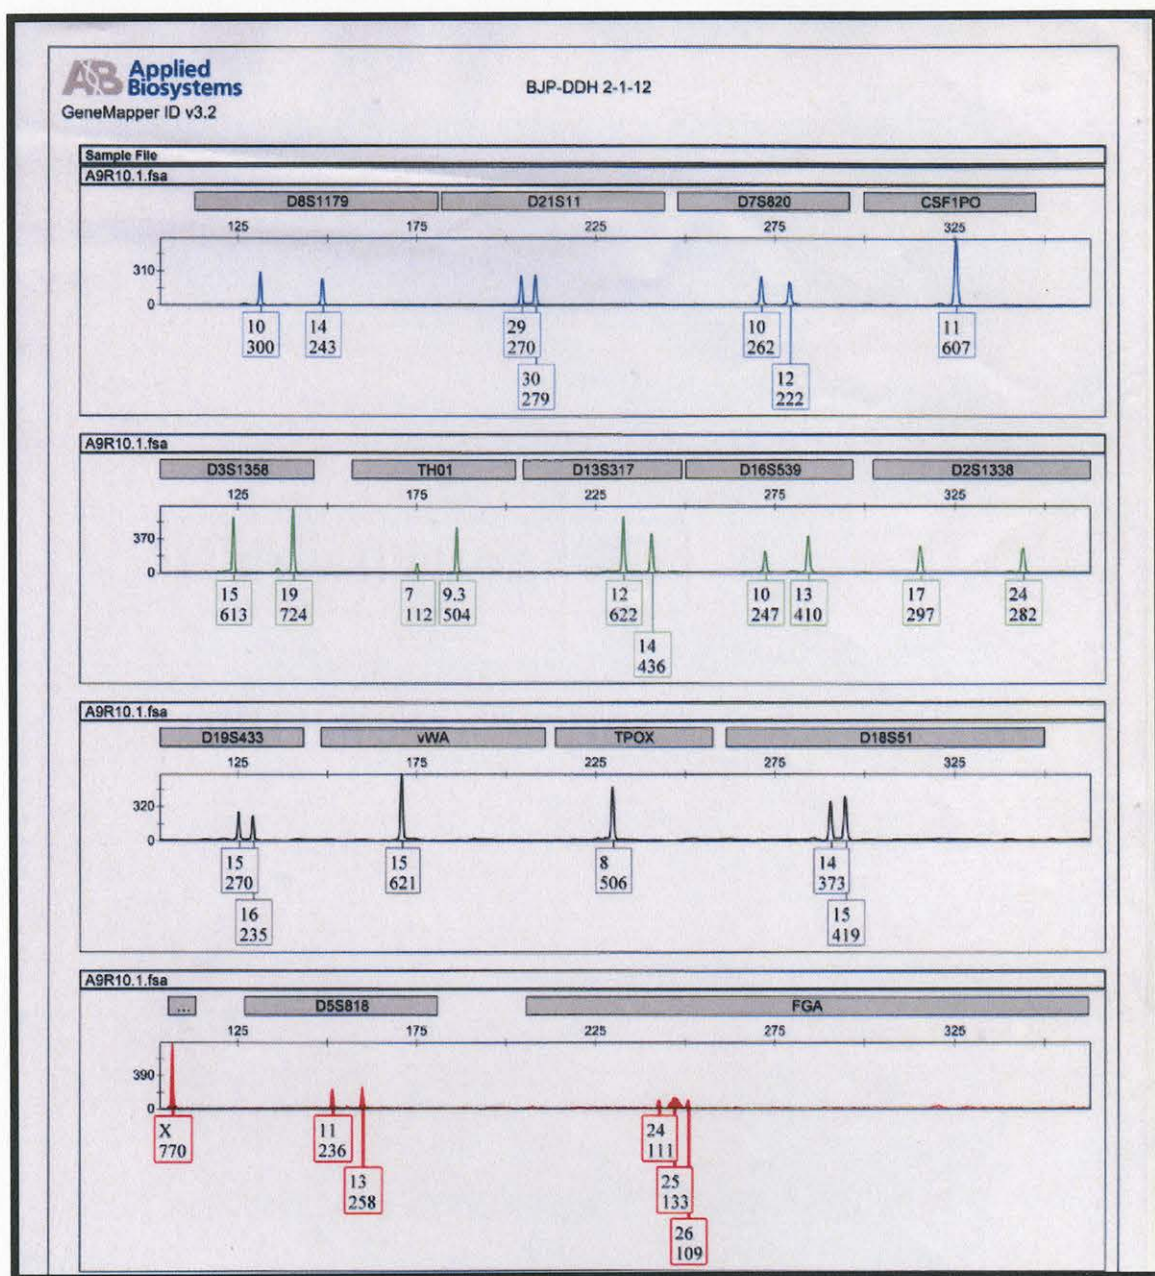 AB Applied
Biosystems
GeneMapper ID v3.2
BJP-DDH 2-1-12
Sample File
A9R10.1.fsa
D8S1179 D21S11 D7S820 CSF1PO
125 175 225 275 325
310
0
10 14 29 10 11
300 243 270 262 607
30 12
279 222
A9R10.1.fsa
D3S1358 TH01 D13S317 D16S539 D2S1338
125 175 225 275 325
370
0
15 19 7 9.3 12 10 13 17 24
613 724 112 504 622 247 410 297 282
14
436
A9R10.1.fsa
D19S433 vWA TPOX D18S51
125 175 225 275 325
320
0
15 15 8 14
270 621 506 373
16 15
235 419
A9R10.1.fsa
... D5S818 FGA
125 175 225 275 325
390
0
X 11 24
770 236 111
13 25
258 133
26
109